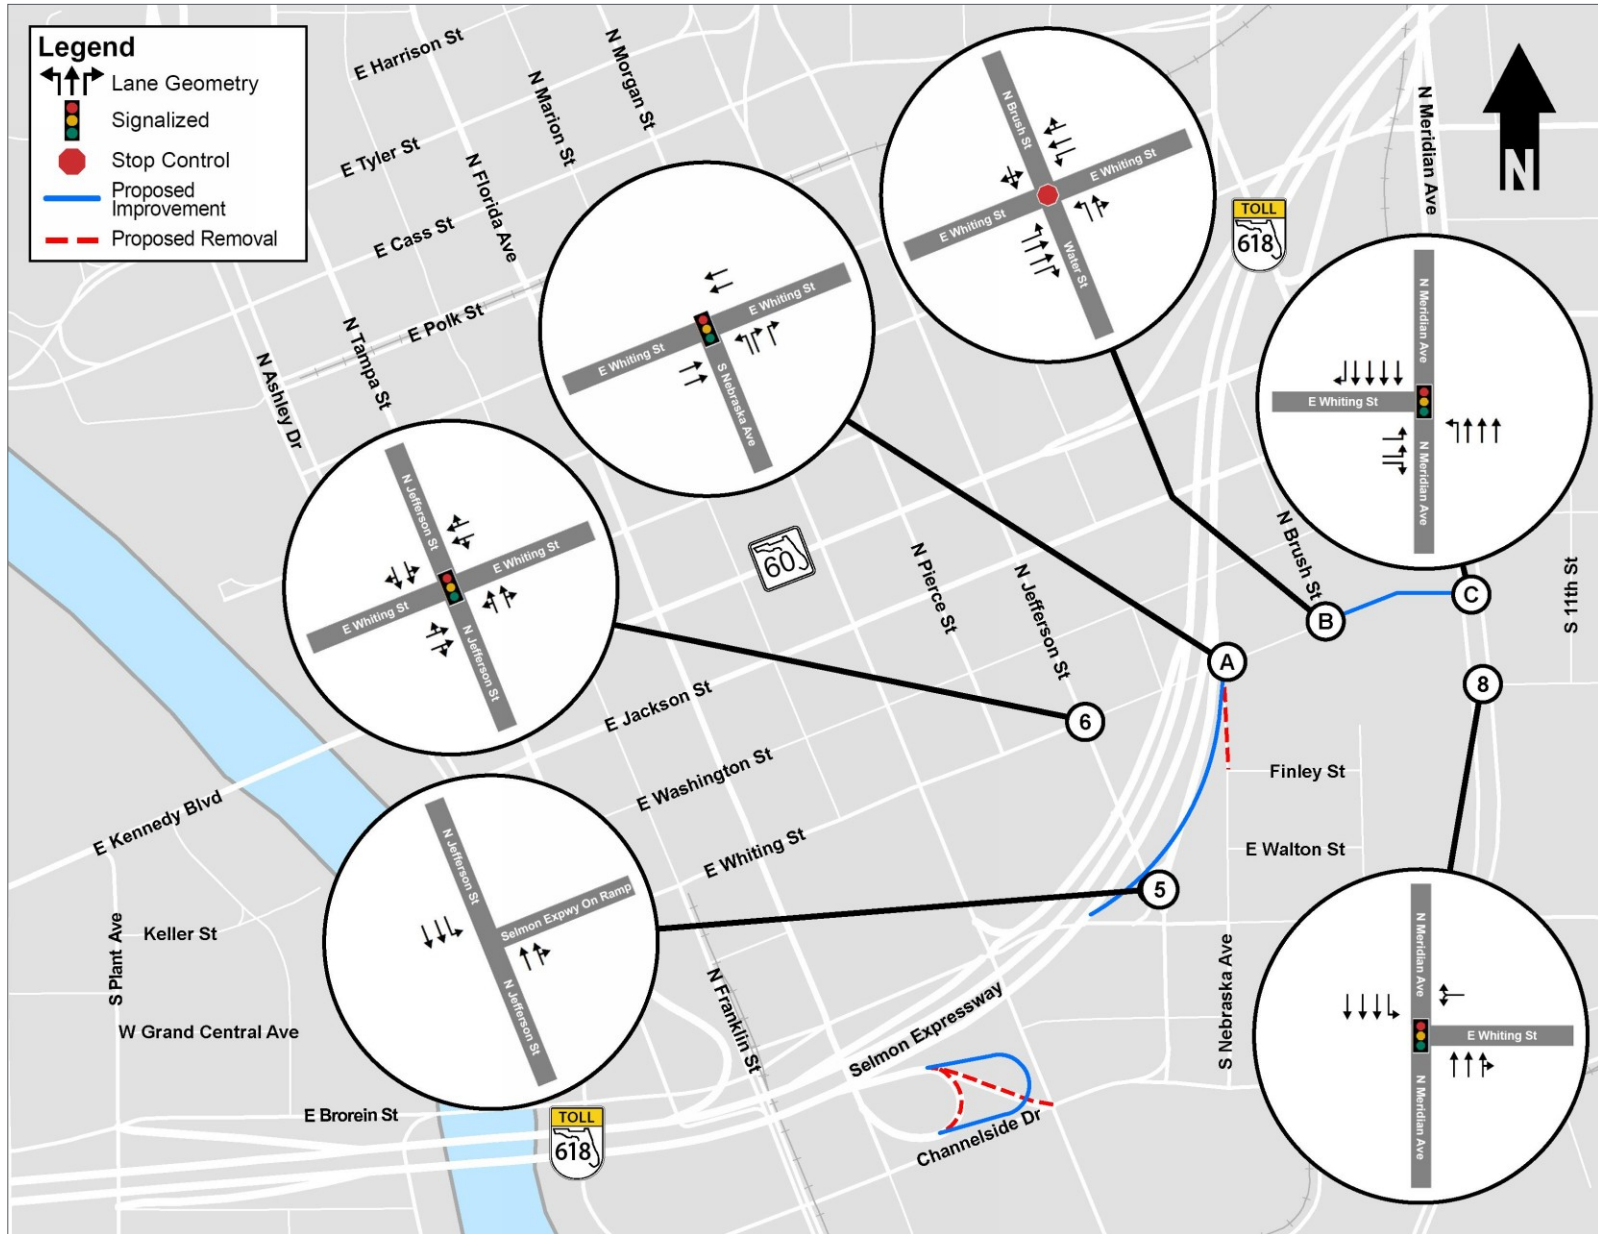 Legend
Lane Geometry
Signalized
Stop Control
Proposed
Improvement
Proposed Removal
E Harrison St
N Morgan St
N Marion St
E Tyler St
N Florida Ave
E Cass St
E Polk St
N Tampa St
N Ashley Dr
N Meridian Ave
N
TOLL
618
N Brush St
E Whiting St
E Whiting St
Water St
E Whiting St
E Whiting St
S Nebraska Ave
N Meridian Ave
E Whiting St
N Meridian Ave
N Jefferson St
E Whiting St
E Whiting St
N Jefferson St
60
N Pierce St
N Jefferson St
N Brush St
S 11th St
A
B
C
8
6
5
E Jackson St
E Washington St
E Whiting St
E Kennedy Blvd
Finley St
E Walton St
S Nebraska Ave
N Jefferson St
Selmon Expwy On Ramp
N Jefferson St
Keller St
S Plant Ave
W Grand Central Ave
N Franklin St
Selmon Expressway
E Brorein St
Channelside Dr
TOLL
618
N Meridian Ave
E Whiting St
N Meridian Ave